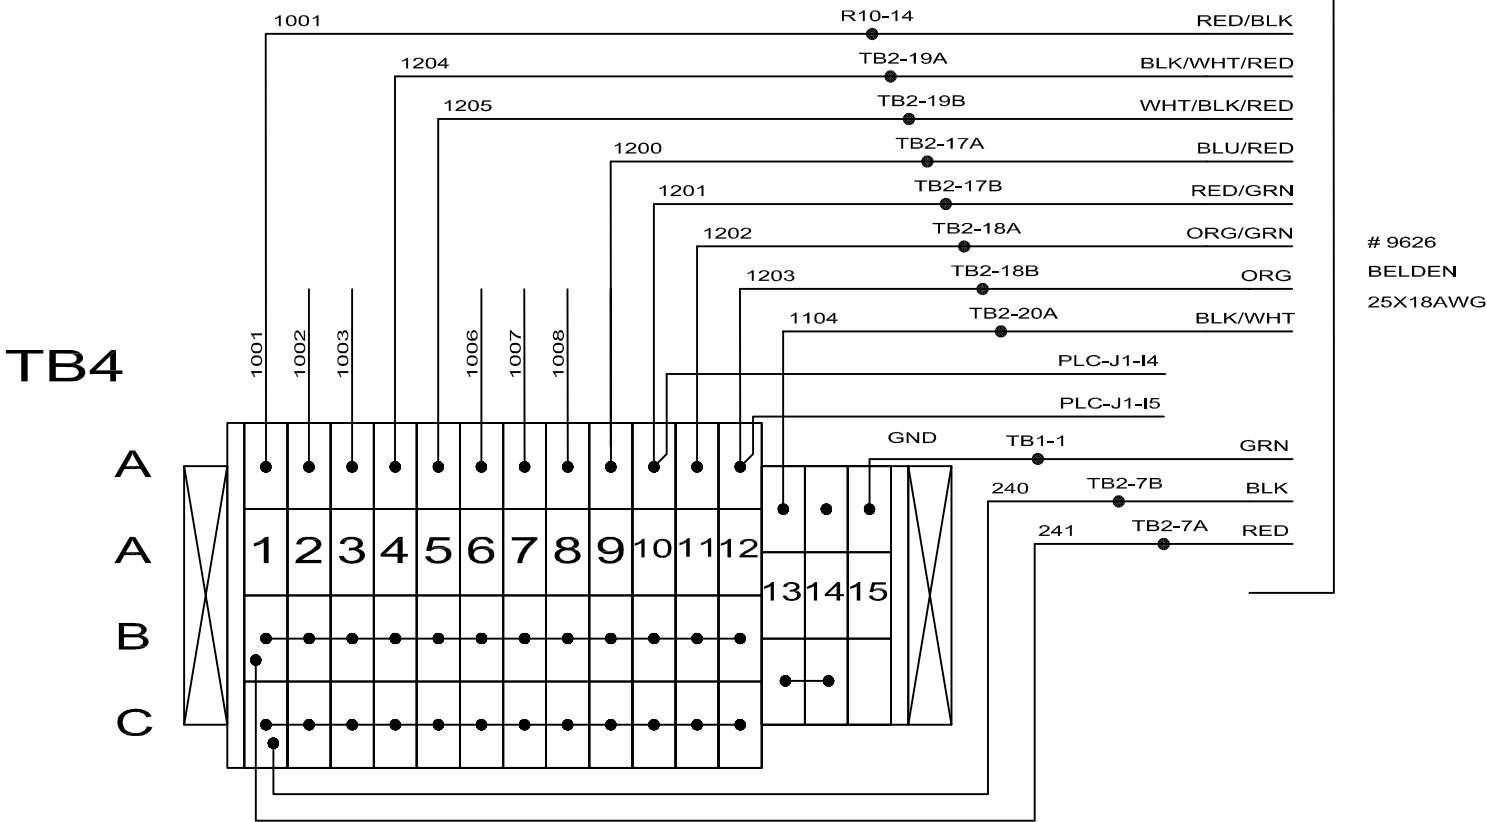 1001 R10-14 RED/BLK
1204 TB2-19A BLK/WHT/RED
1205 TB2-19B WHT/BLK/RED
1200 TB2-17A BLU/RED
1201 TB2-17B RED/GRN
1202 TB2-18A ORG/GRN
1203 TB2-18B ORG
1104 TB2-20A BLK/WHT
# 9626
BELDEN
25X18AWG
TB4
1001 1002 1003 1006 1007 1008
PLC-J1-I4
PLC-J1-I5
GND TB1-1 GRN
240 TB2-7B BLK
241 TB2-7A RED
A
A 1 2 3 4 5 6 7 8 9 10 11 12
13 14 15
B
C